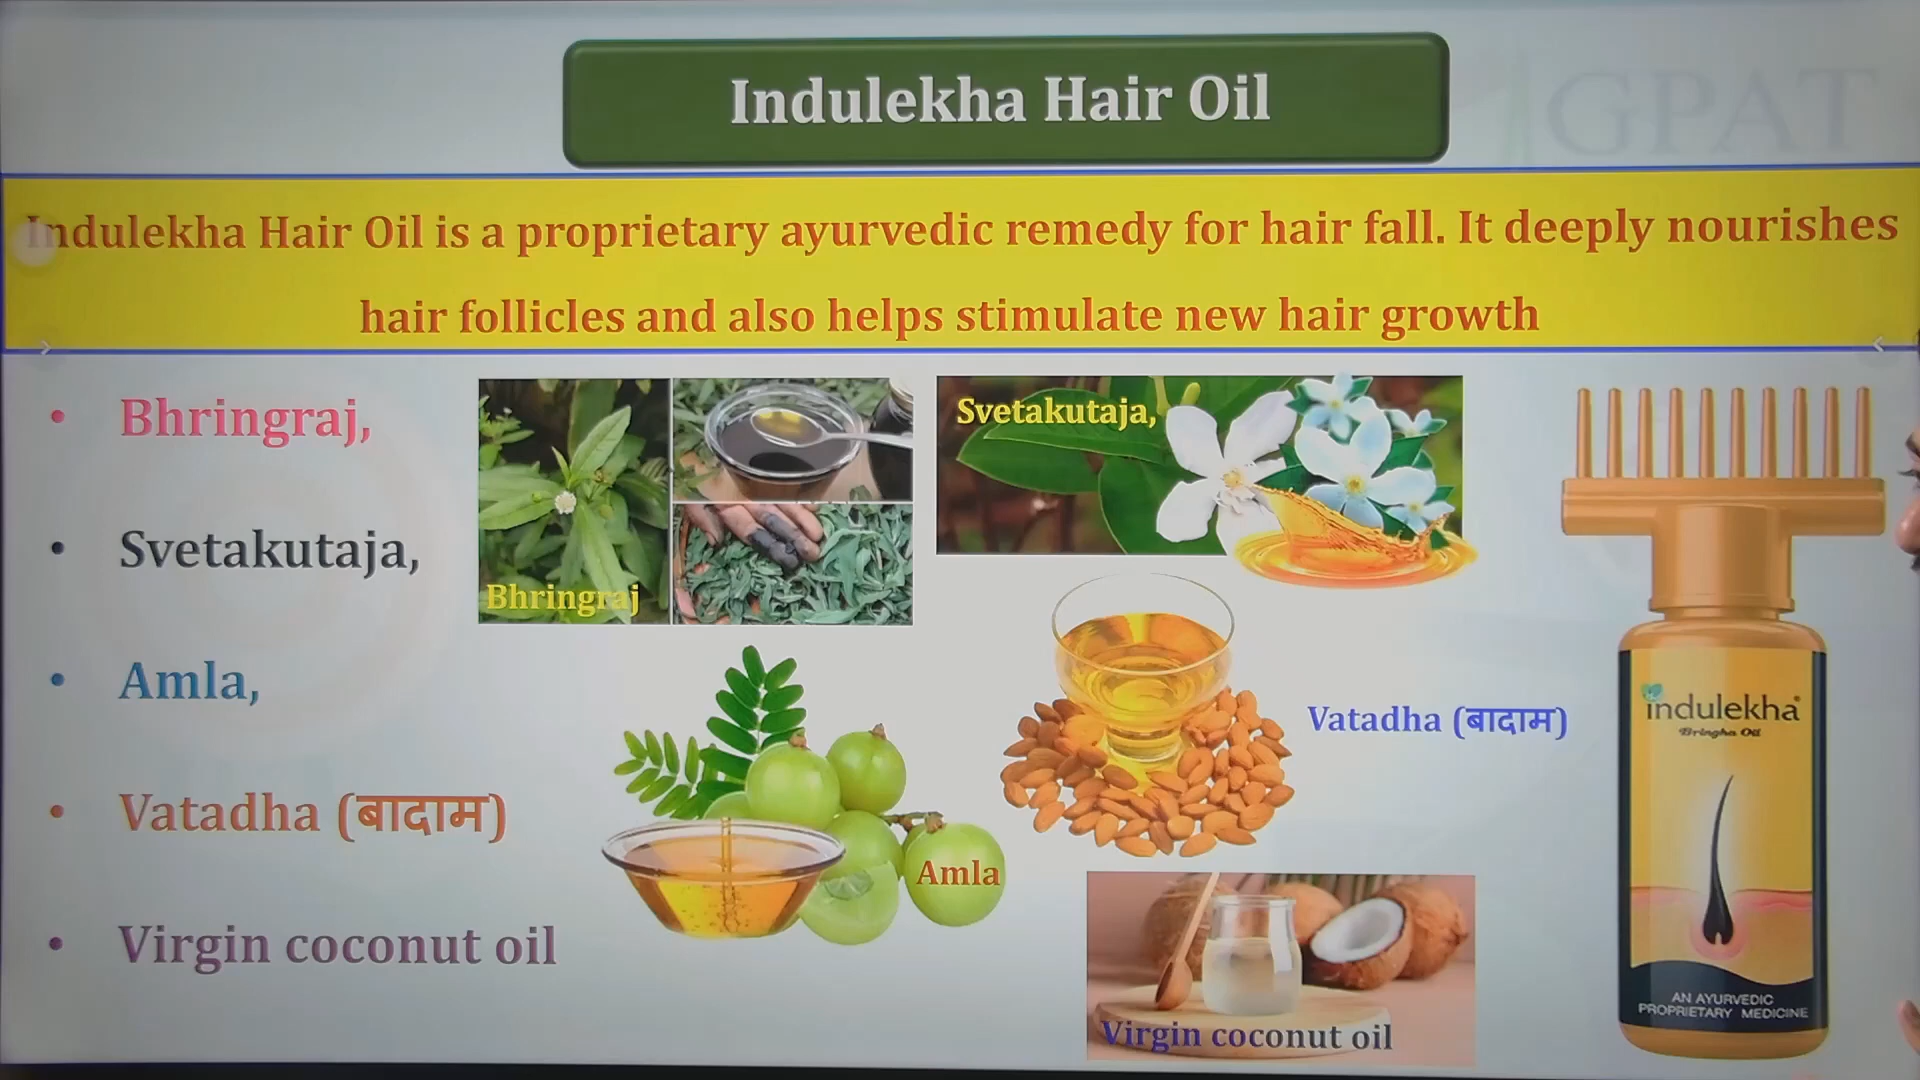 Indulekha Hair Oil
GPAT
Indulekha Hair Oil is a proprietary ayurvedic remedy for hair fall. It deeply nourishes
hair follicles and also helps stimulate new hair growth
• Bhringraj,
• Svetakutaja,
• Amla,
• Vatadha (बादाम)
• Virgin coconut oil
Bhringraj
Svetakutaja,
Amla
Vatadha (बादाम)
Virgin coconut oil
indulekha
Bringha Oil
AN AYURVEDIC
PROPRIETARY MEDICINE